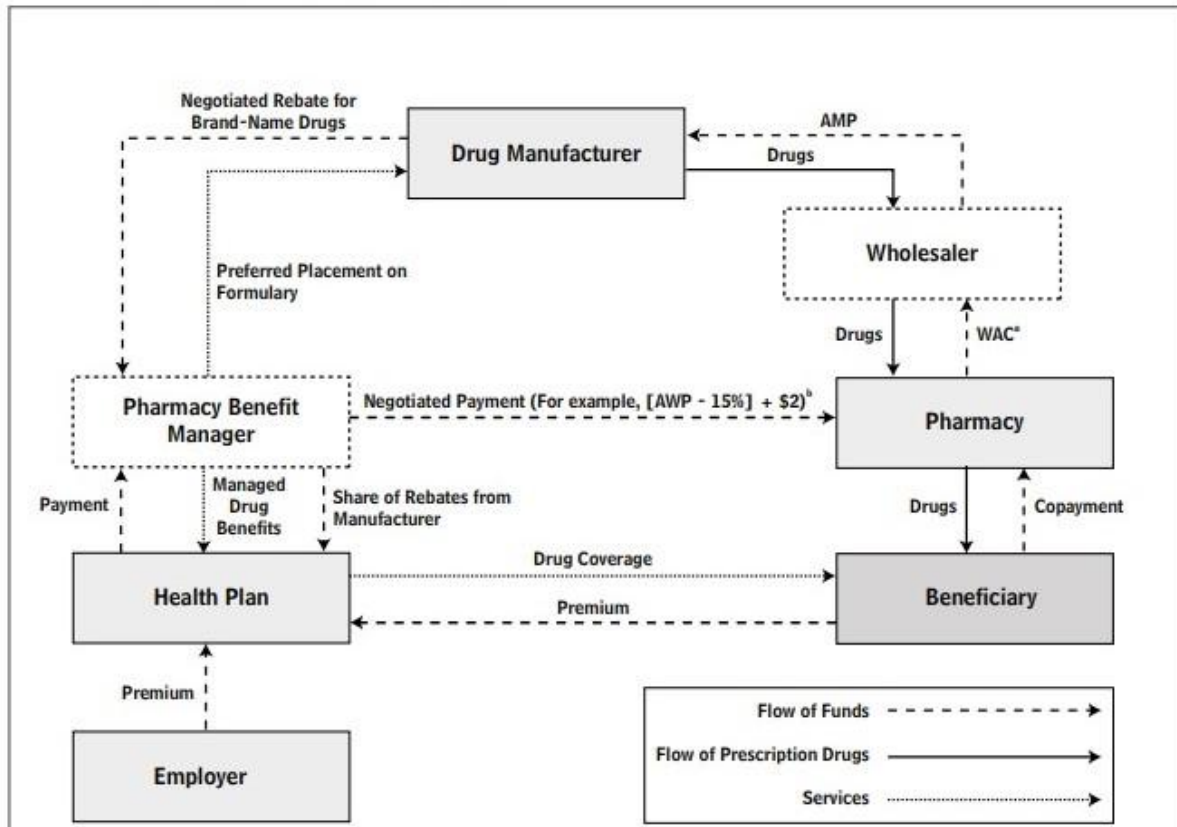 Negotiated Rebate for
Brand-Name Drugs
Drug Manufacturer
AMP
Drugs
Wholesaler
Preferred Placement on
Formulary
Drugs
WACᵃ
Pharmacy Benefit
Manager
Negotiated Payment (For example, [AWP - 15%] + $2)ᵇ
Pharmacy
Payment
Managed
Drug
Benefits
Share of Rebates from
Manufacturer
Drugs
Copayment
Health Plan
Drug Coverage
Premium
Beneficiary
Premium
Employer
Flow of Funds
Flow of Prescription Drugs
Services